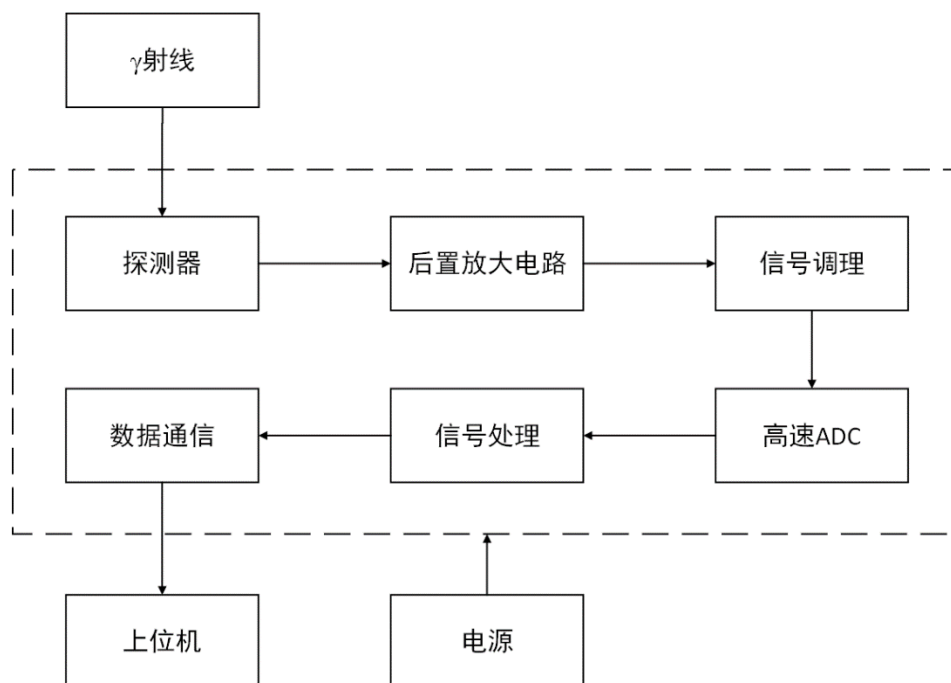 γ射线
探测器
后置放大电路
信号调理
数据通信
信号处理
高速ADC
上位机
电源